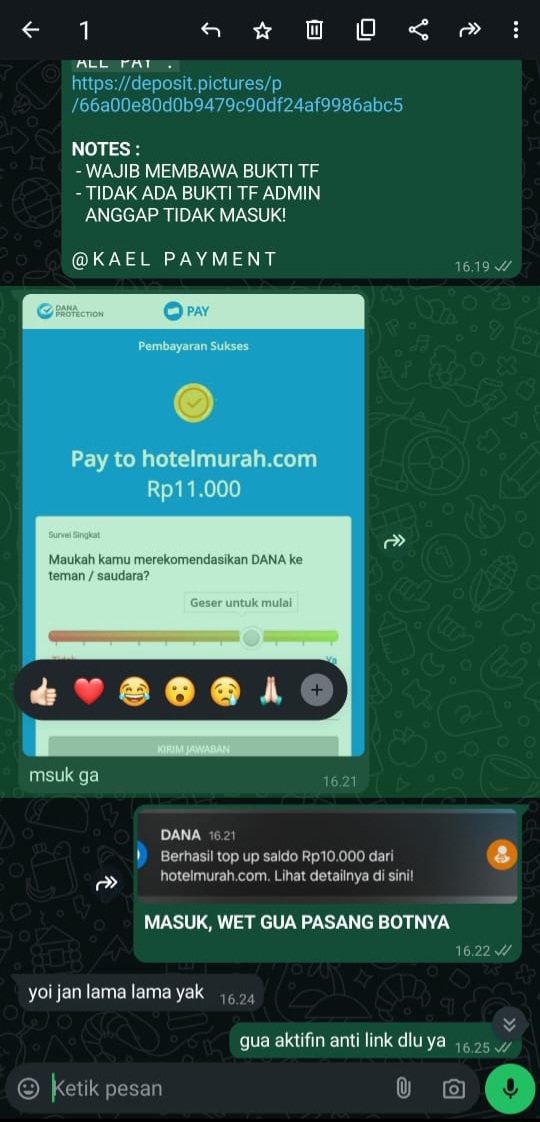 1
ALL PAY :
https://deposit.pictures/p
/66a00e80d0b9479c90df24af9986abc5
NOTES :
- WAJIB MEMBAWA BUKTI TF
- TIDAK ADA BUKTI TF ADMIN
ANGGAP TIDAK MASUK!
@KAEL PAYMENT
16.19
DANA
PROTECTION
PAY
Pembayaran Sukses
Pay to hotelmurah.com
Rp11.000
Survei Singkat
Maukah kamu merekomendasikan DANA ke
teman / saudara?
Geser untuk mulai
Tidak
Ya
KIRIM JAWABAN
msuk ga
16.21
DANA 16.21
Berhasil top up saldo Rp10.000 dari
hotelmurah.com. Lihat detailnya di sini!
MASUK, WET GUA PASANG BOTNYA
16.22
yoi jan lama lama yak 16.24
gua aktifin anti link dlu ya 16.25
Ketik pesan